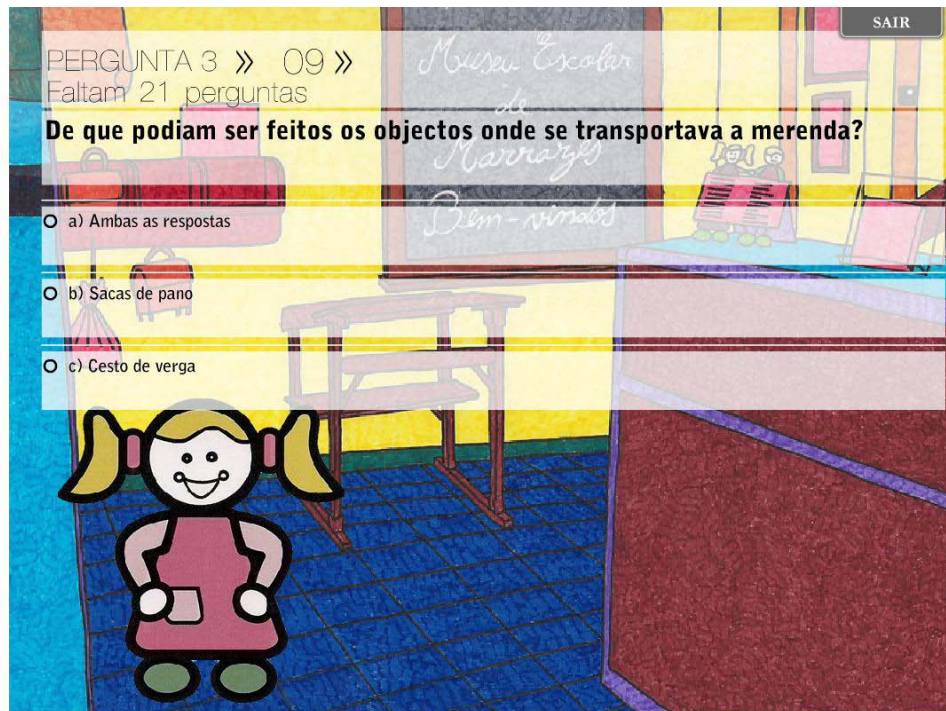 SAIR
PERGUNTA 3 » 09 »
Faltam 21 perguntas
De que podiam ser feitos os objectos onde se transportava a merenda?
Museu Escolar
de
Marrazes
Bem-vindos
a) Ambas as respostas
b) Sacas de pano
c) Cesto de verga